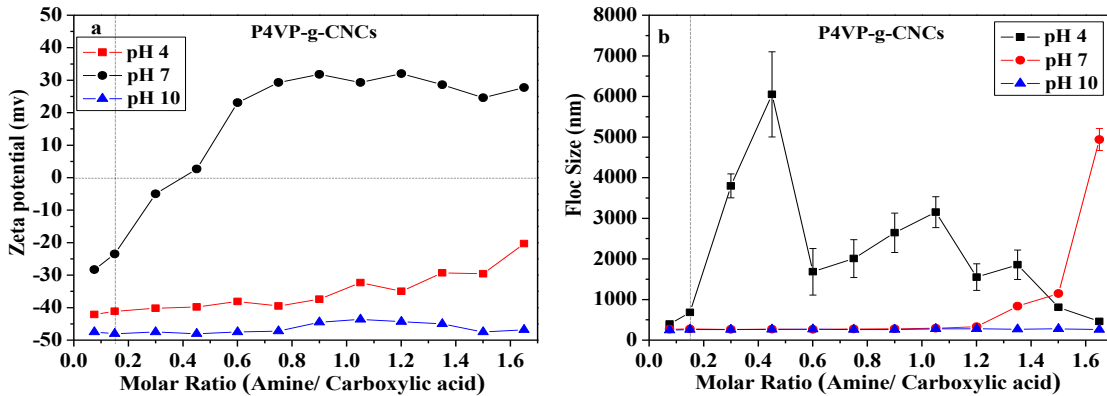 a
P4VP-g-CNCs
pH 4
pH 7
pH 10
Zeta potential (mv)
50
40
30
20
10
0
-10
-20
-30
-40
-50
0.0 0.2 0.4 0.6 0.8 1.0 1.2 1.4 1.6
Molar Ratio (Amine/ Carboxylic acid)
b
P4VP-g-CNCs
pH 4
pH 7
pH 10
Floc Size (nm)
8000
7000
6000
5000
4000
3000
2000
1000
0
0.0 0.2 0.4 0.6 0.8 1.0 1.2 1.4 1.6
Molar Ratio (Amine/ Carboxylic acid)